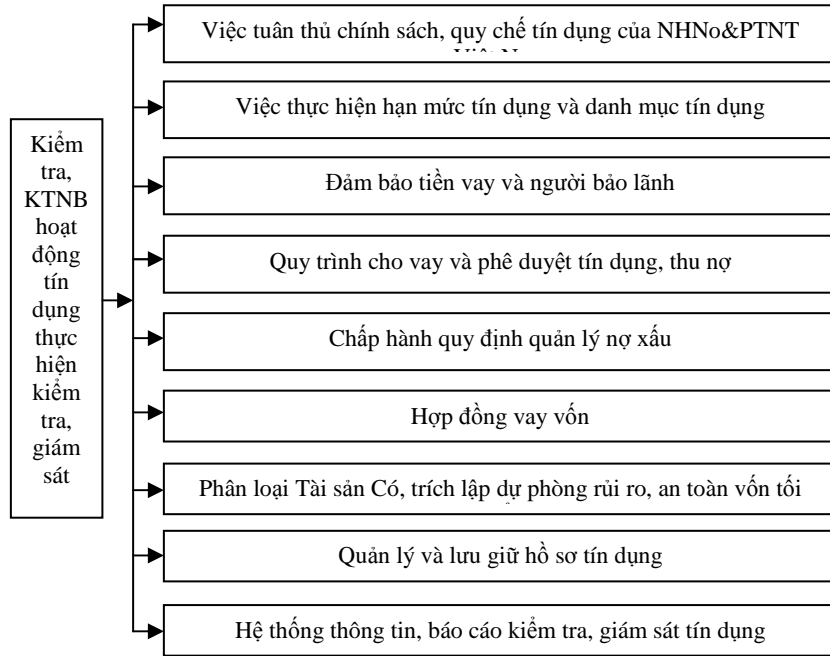 Kiểm
tra,
KTNB
hoạt
động
tín
dụng
thực
hiện
kiểm
tra,
giám
sát
Việc tuân thủ chính sách, quy chế tín dụng của NHNo&PTNT
Việc thực hiện hạn mức tín dụng và danh mục tín dụng
Đảm bảo tiền vay và người bảo lãnh
Quy trình cho vay và phê duyệt tín dụng, thu nợ
Chấp hành quy định quản lý nợ xấu
Hợp đồng vay vốn
Phân loại Tài sản Có, trích lập dự phòng rủi ro, an toàn vốn tối
Quản lý và lưu giữ hồ sơ tín dụng
Hệ thống thông tin, báo cáo kiểm tra, giám sát tín dụng